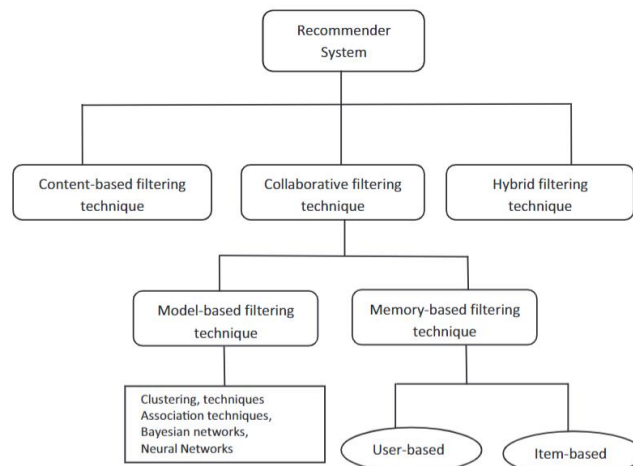 Recommender
System
Content-based filtering
technique
Collaborative filtering
technique
Hybrid filtering
technique
Model-based filtering
technique
Memory-based filtering
technique
Clustering, techniques
Association techniques,
Bayesian networks,
Neural Networks
User-based
Item-based